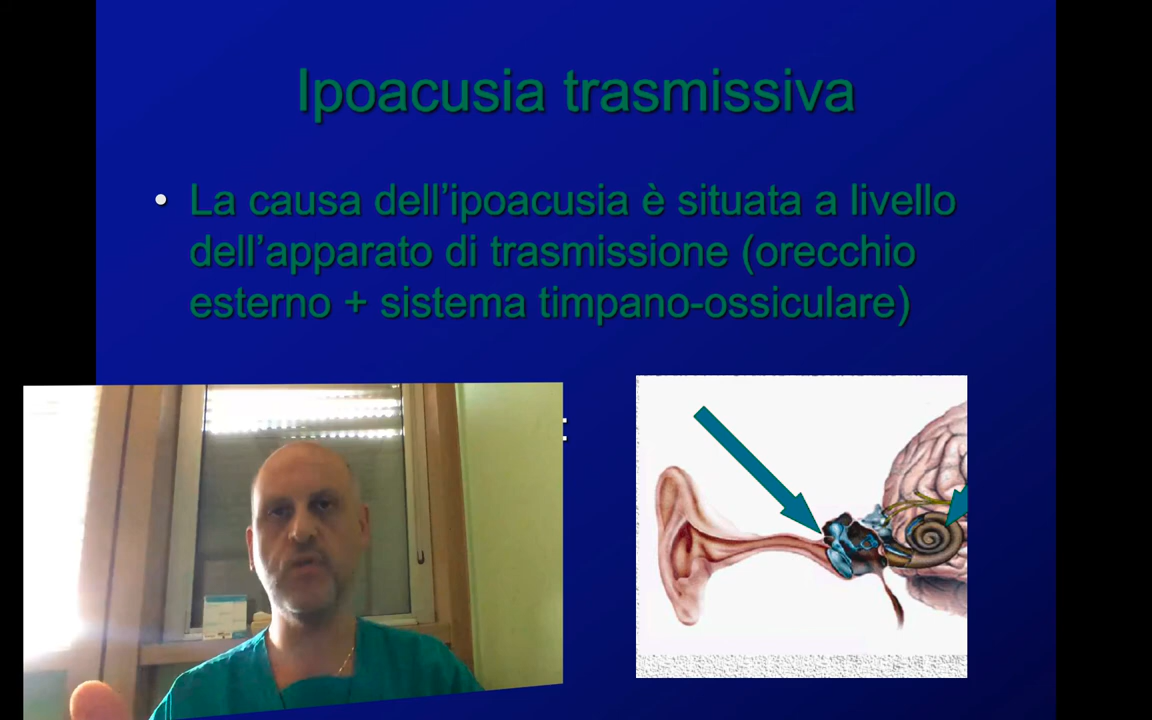 Ipoacusia trasmissiva
• La causa dell’ipoacusia è situata a livello
dell’apparato di trasmissione (orecchio
esterno + sistema timpano-ossiculare)
: